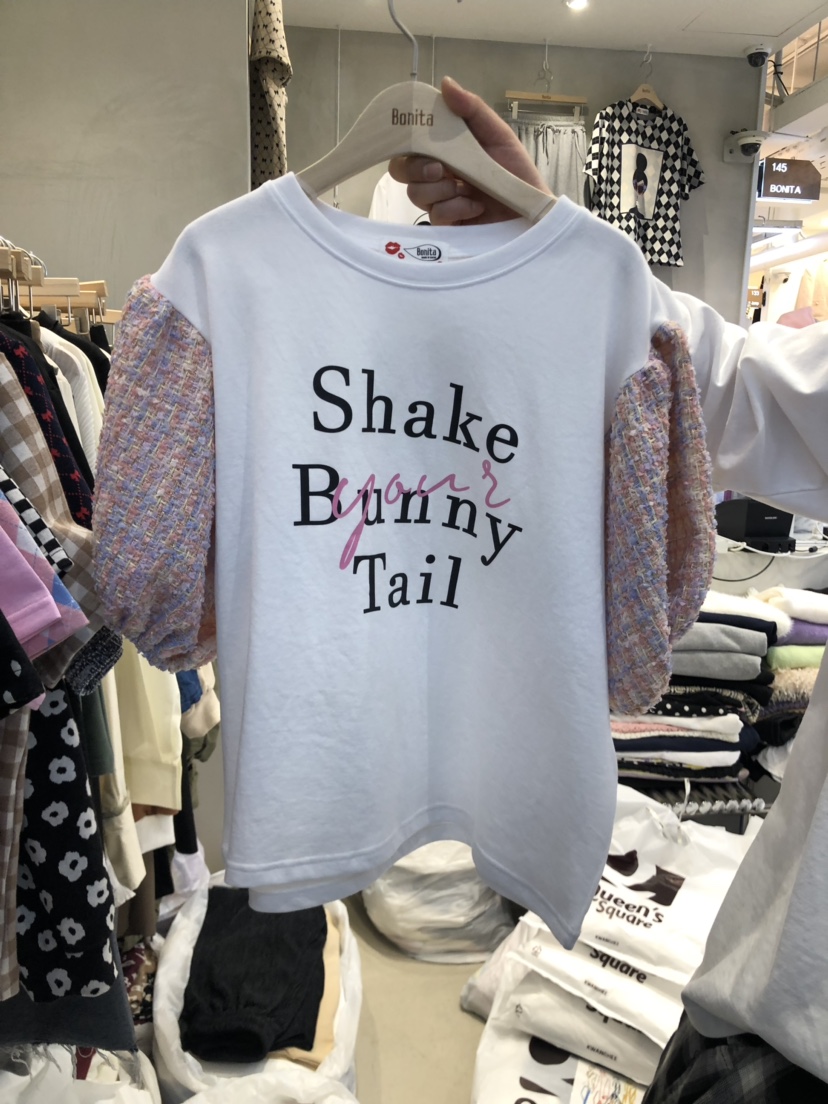 Bonita
145
BONITA
Bonita
Shake
your
Bunny
Tail
Queen's
Square
Square